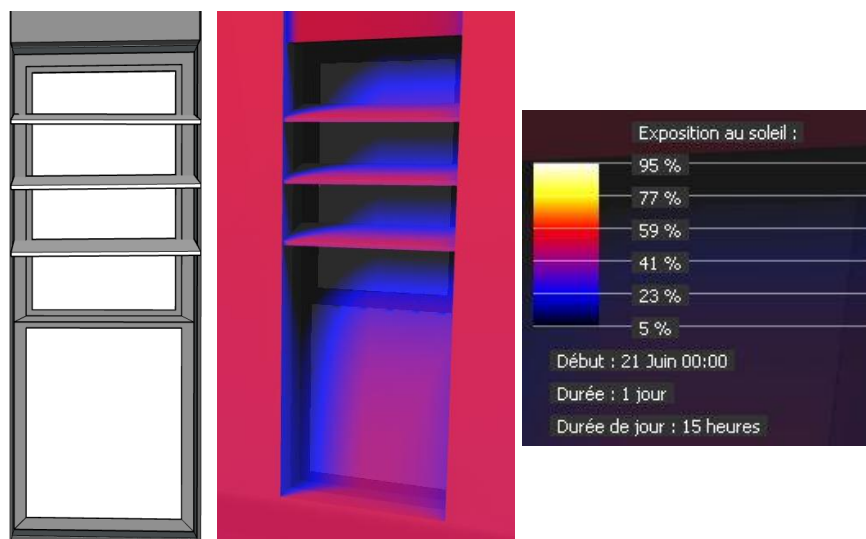 Exposition au soleil :
95 %
77 %
59 %
41 %
23 %
5 %
Début : 21 Juin 00:00
Durée : 1 jour
Durée de jour : 15 heures